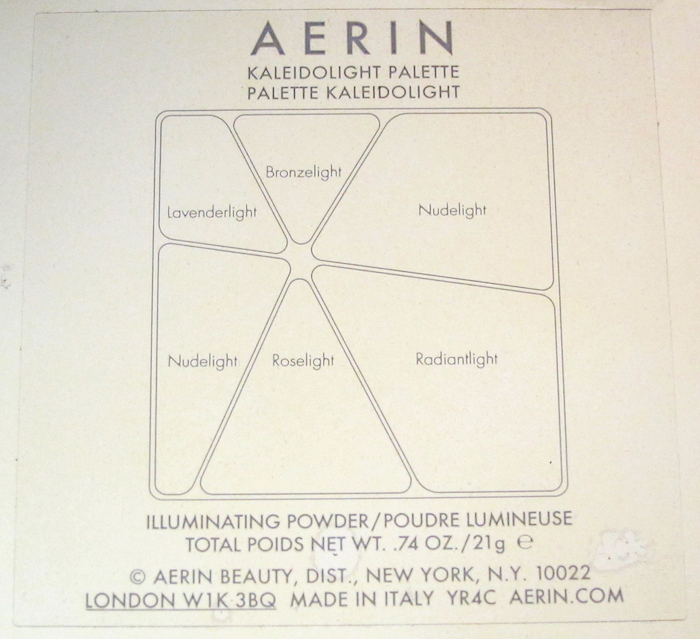 AERIN
KALEIDOLIGHT PALETTE
PALETTE KALEIDOLIGHT
Bronzelight
Lavenderlight
Nudelight
Nudelight
Roselight
Radiantlight
ILLUMINATING POWDER/POUDRE LUMINEUSE
TOTAL POIDS NET WT. .74 OZ./21g ℮
© AERIN BEAUTY, DIST., NEW YORK, N.Y. 10022
LONDON W1K 3BQ MADE IN ITALY YR4C AERIN.COM